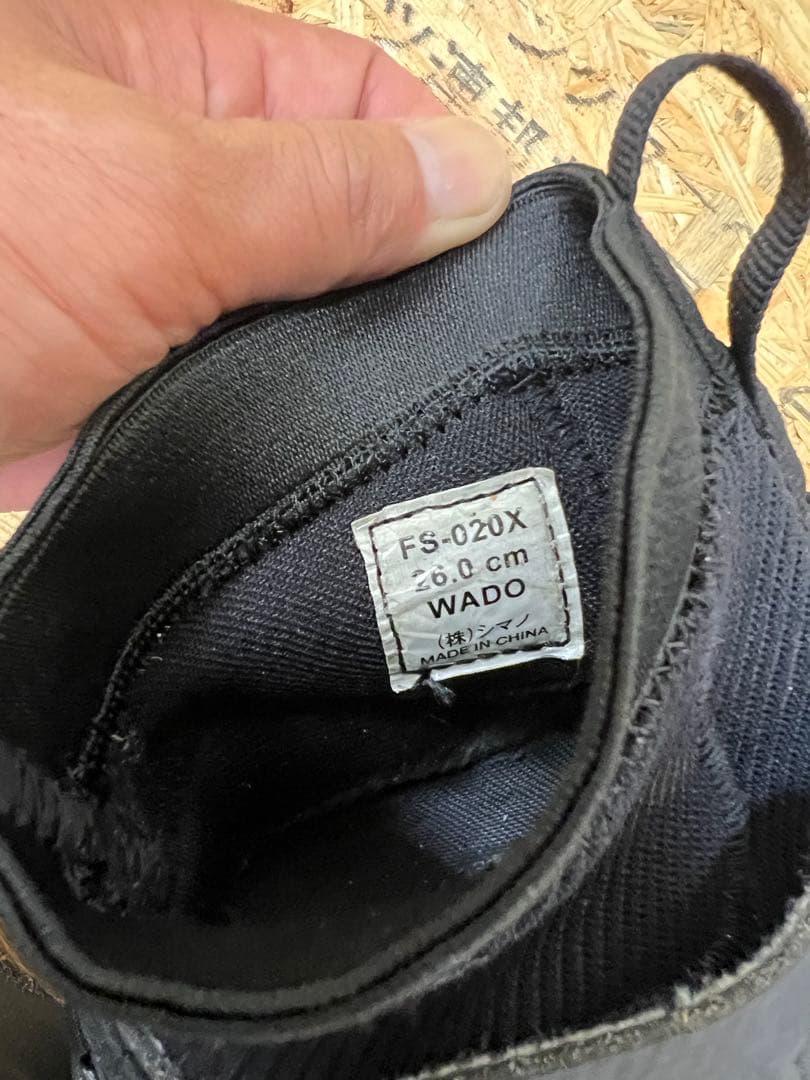 FS-020X
26.0 cm
WADO
(株)シマノ
MADE IN CHINA